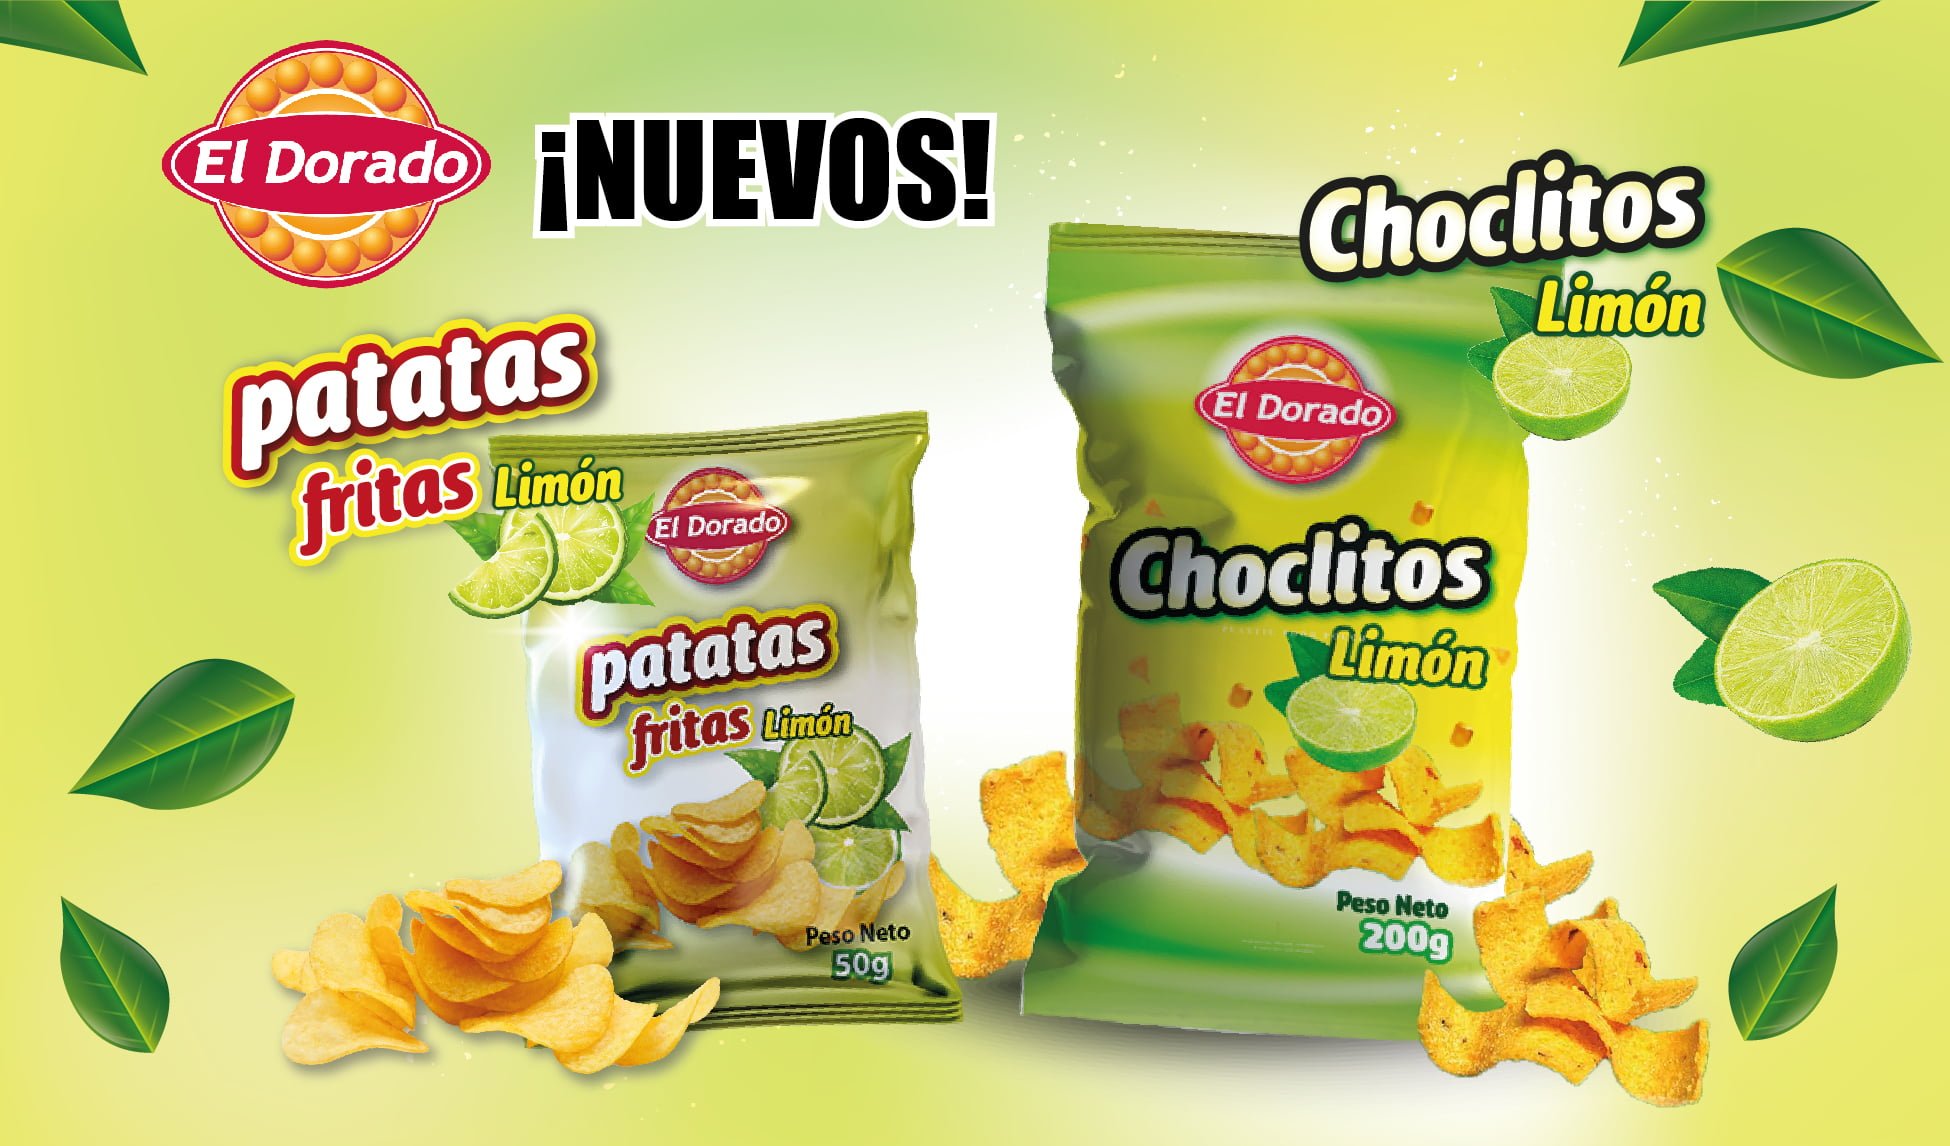 El Dorado
¡NUEVOS!
Choclitos
Limón
patatas
fritas Limón
El Dorado
patatas
fritas Limón
Peso Neto
50g
El Dorado
Choclitos
Limón
Peso Neto
200g